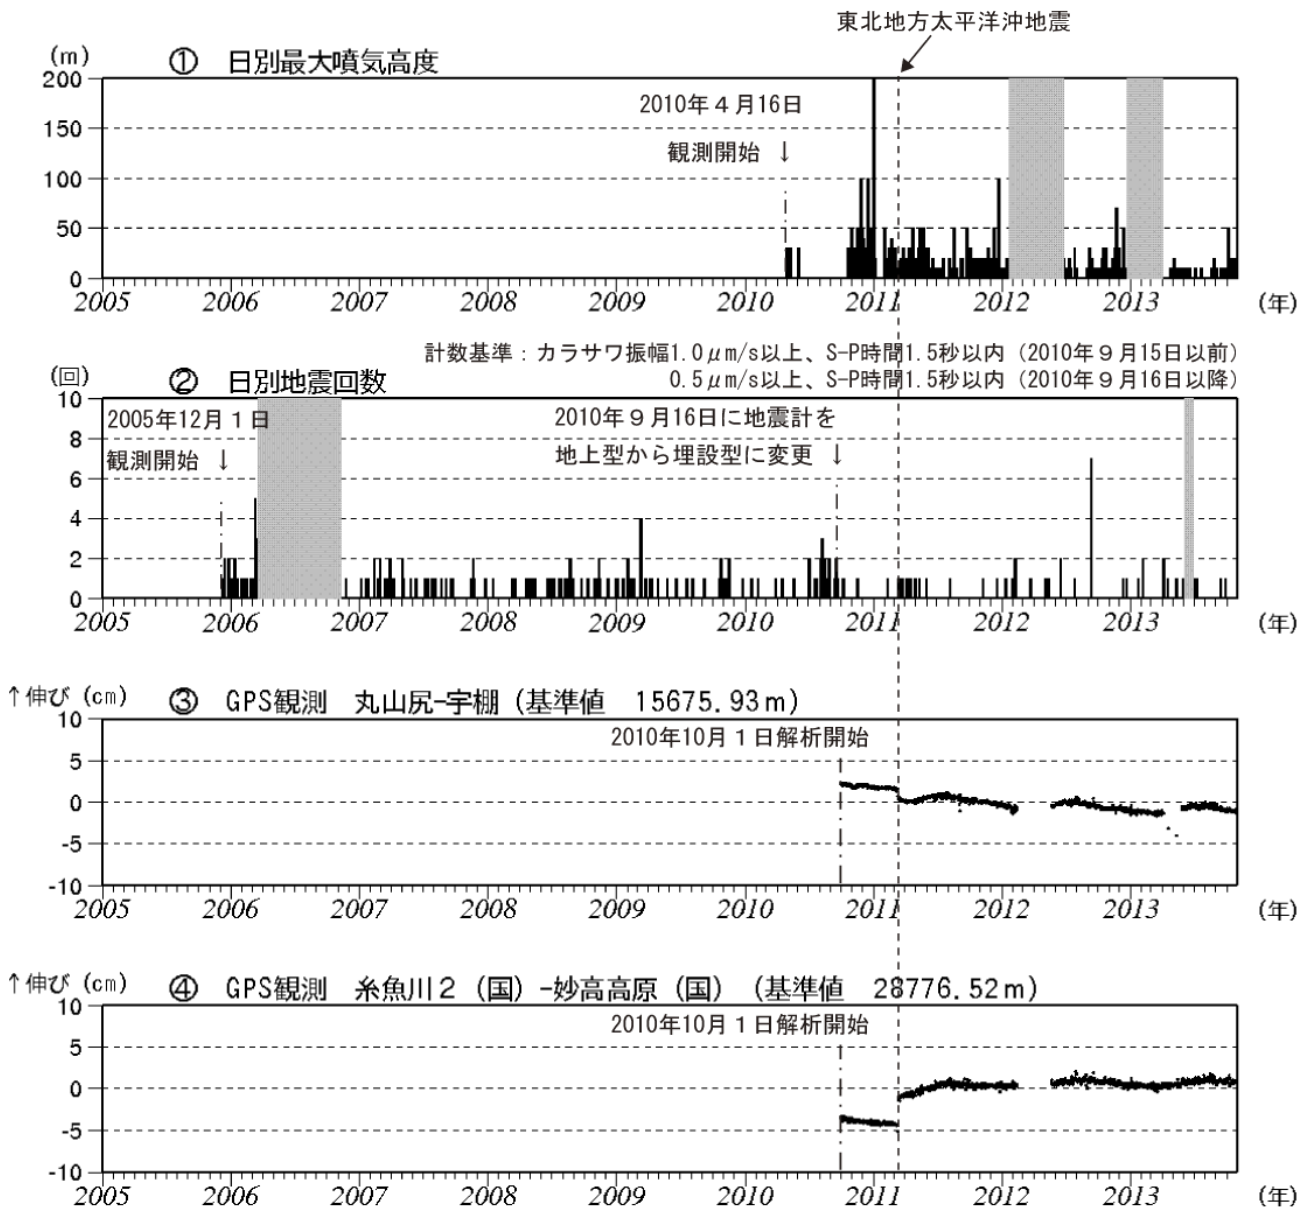 東北地方太平洋沖地震
(m) ① 日別最大噴気高度
200
150
100
50
0
2010年４月16日
観測開始 ↓
2005 2006 2007 2008 2009 2010 2011 2012 2013 (年)
計数基準：カラサワ振幅1.0μm/s以上、S-P時間1.5秒以内（2010年９月15日以前）
0.5μm/s以上、S-P時間1.5秒以内（2010年９月16日以降）
(回) ② 日別地震回数
10
8
6
4
2
0
2005年12月１日
観測開始 ↓
2010年９月16日に地震計を
地上型から埋設型に変更 ↓
2005 2006 2007 2008 2009 2010 2011 2012 2013 (年)
↑伸び (cm) ③ GPS観測 丸山尻-宇棚（基準値 15675.93m）
10
5
0
-5
-10
2010年10月１日解析開始
2005 2006 2007 2008 2009 2010 2011 2012 2013 (年)
↑伸び (cm) ④ GPS観測 糸魚川２（国）-妙高高原（国）（基準値 28776.52m）
10
5
0
-5
-10
2010年10月１日解析開始
2005 2006 2007 2008 2009 2010 2011 2012 2013 (年)